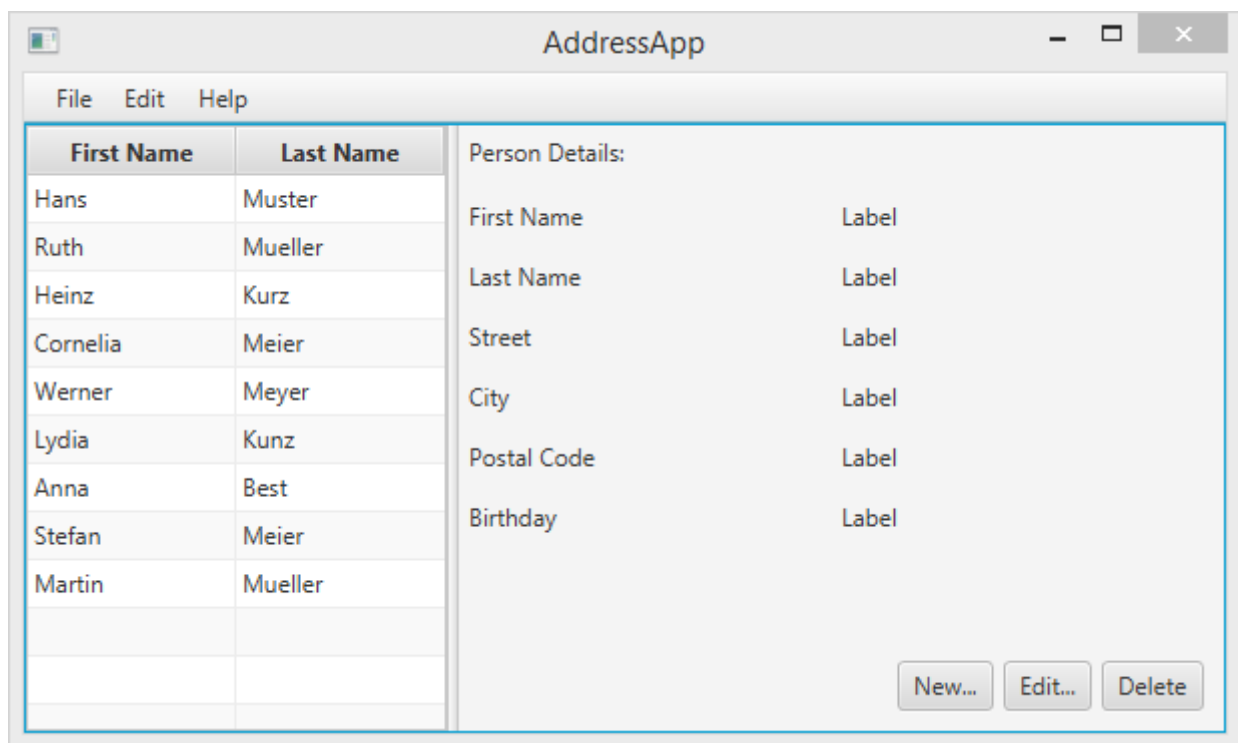 AddressApp
File Edit Help
First Name Last Name
Hans Muster
Ruth Mueller
Heinz Kurz
Cornelia Meier
Werner Meyer
Lydia Kunz
Anna Best
Stefan Meier
Martin Mueller
Person Details:
First Name Label
Last Name Label
Street Label
City Label
Postal Code Label
Birthday Label
New... Edit... Delete